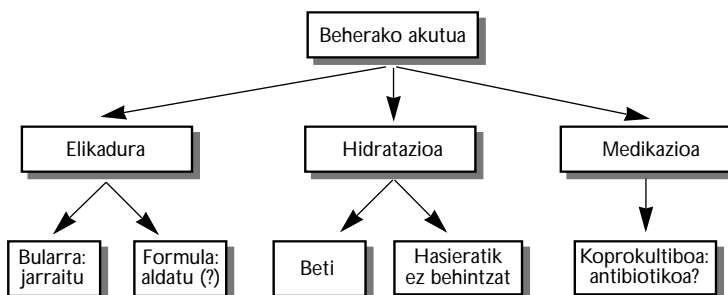 Beherako akutua
Elikadura
Hidratazioa
Medikazioa
Bularra:
jarraitu
Formula:
aldatu (?)
Beti
Hasieratik
ez behintzat
Koprokultiboa:
antibiotikoa?